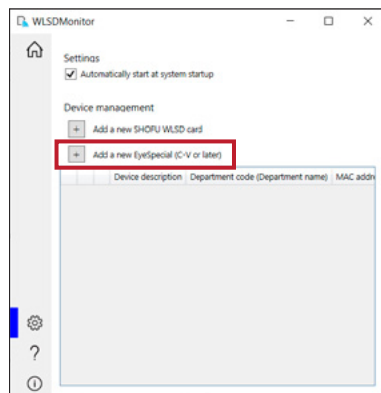 WLSDMonitor
Settings
Automatically start at system startup
Device management
+ Add a new SHOFU WLSD card
+ Add a new EyeSpecial (C-V or later)
Device description Department code (Department name) MAC addre
?